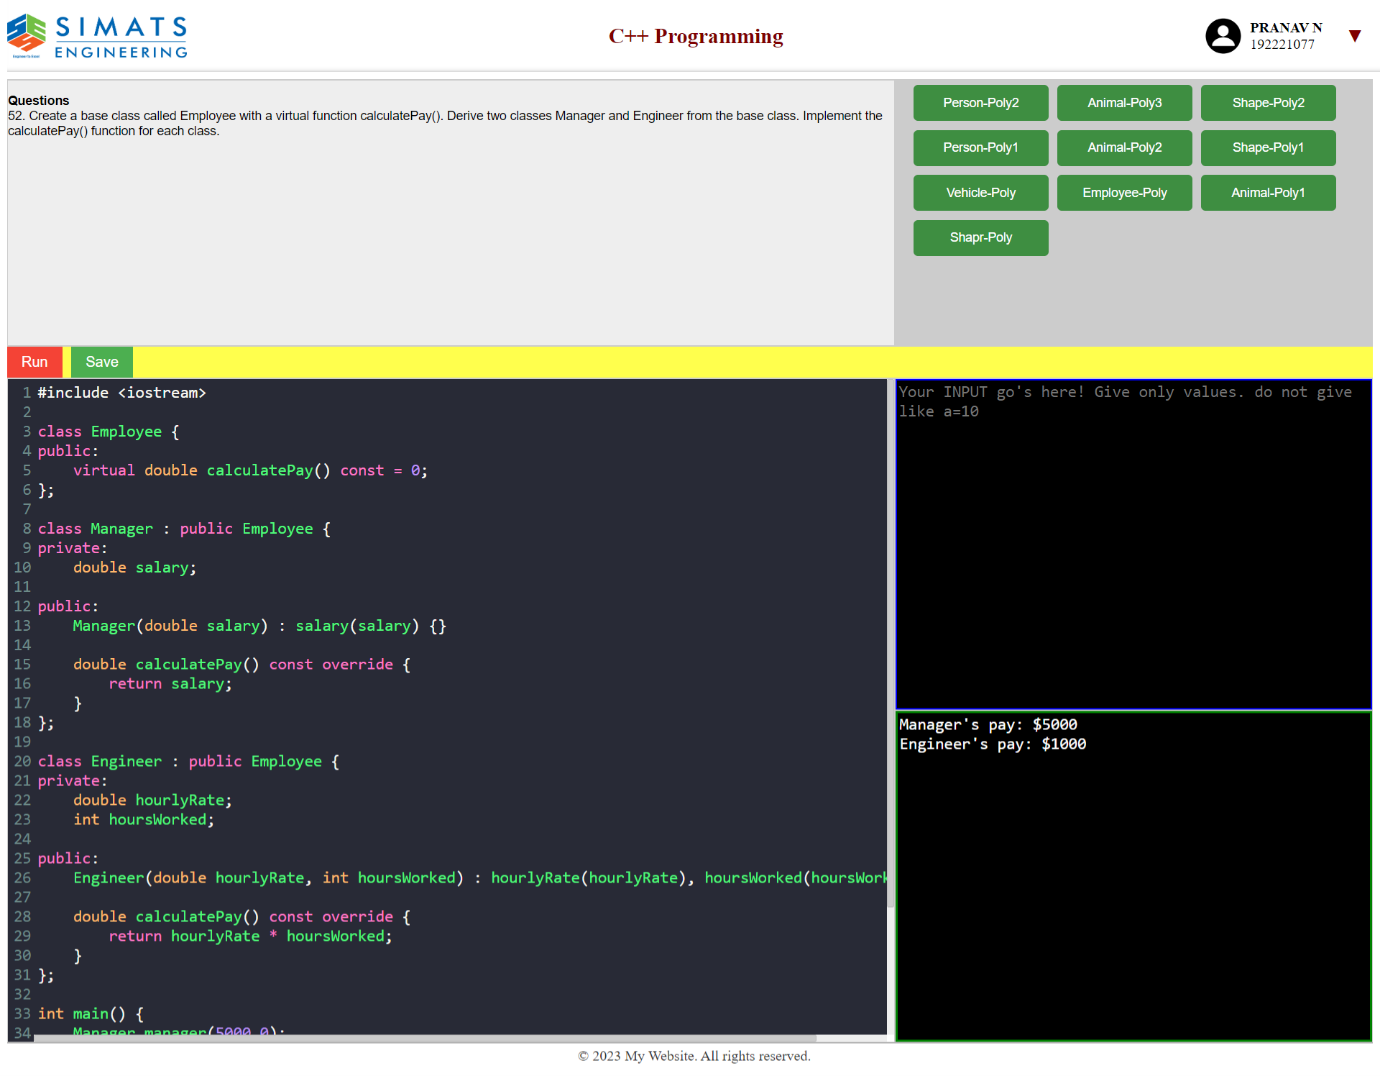 SIMATS
ENGINEERING
C++ Programming
PRANAV N
192221077
Questions
52. Create a base class called Employee with a virtual function calculatePay(). Derive two classes Manager and Engineer from the base class. Implement the
calculatePay() function for each class.
Person-Poly2
Animal-Poly3
Shape-Poly2
Person-Poly1
Animal-Poly2
Shape-Poly1
Vehicle-Poly
Employee-Poly
Animal-Poly1
Shapr-Poly
Run
Save
1 #include <iostream>
2
3 class Employee {
4 public:
5     virtual double calculatePay() const = 0;
6 };
7
8 class Manager : public Employee {
9 private:
10     double salary;
11
12 public:
13     Manager(double salary) : salary(salary) {}
14
15     double calculatePay() const override {
16         return salary;
17     }
18 };
19
20 class Engineer : public Employee {
21 private:
22     double hourlyRate;
23     int hoursWorked;
24
25 public:
26     Engineer(double hourlyRate, int hoursWorked) : hourlyRate(hourlyRate), hoursWorked(hoursWork
27
28     double calculatePay() const override {
29         return hourlyRate * hoursWorked;
30     }
31 };
32
33 int main() {
34     Manager manager(5000.0);
Your INPUT go's here! Give only values. do not give
like a=10
Manager's pay: $5000
Engineer's pay: $1000
© 2023 My Website. All rights reserved.